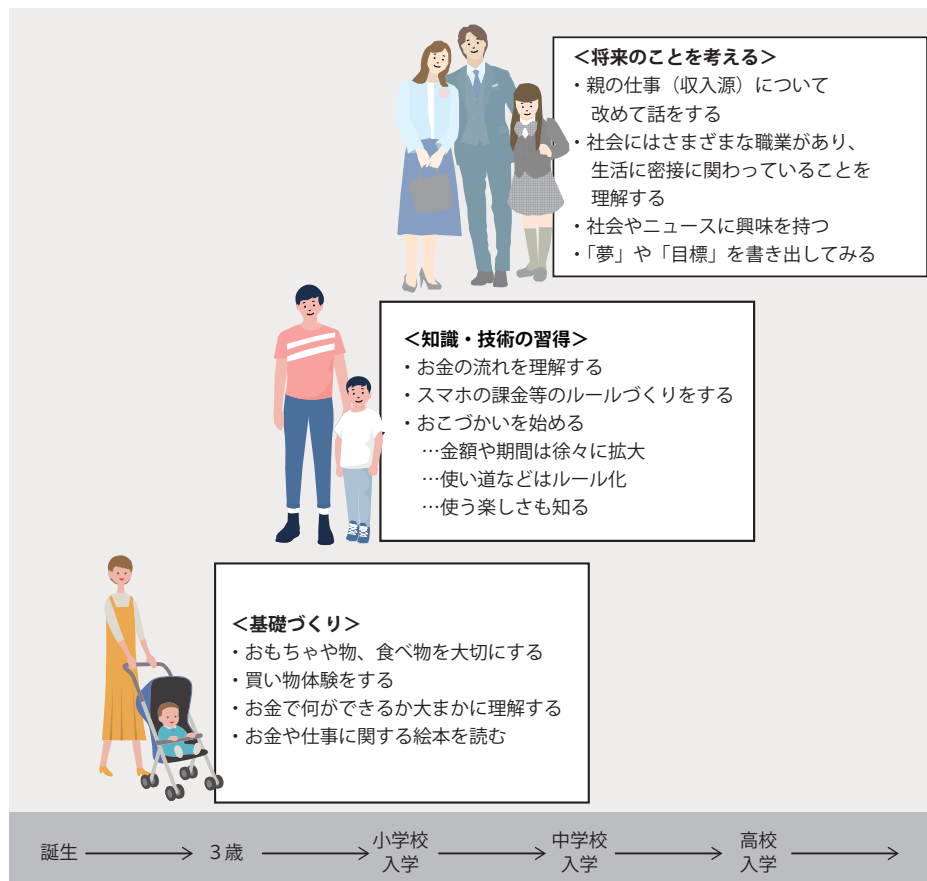 ＜将来のことを考える＞
・親の仕事（収入源）について
改めて話をする
・社会にはさまざまな職業があり、
生活に密接に関わっていることを
理解する
・社会やニュースに興味を持つ
・「夢」や「目標」を書き出してみる
＜知識・技術の習得＞
・お金の流れを理解する
・スマホの課金等のルールづくりをする
・おこづかいを始める
…金額や期間は徐々に拡大
…使い道などはルール化
…使う楽しさも知る
＜基礎づくり＞
・おもちゃや物、食べ物を大切にする
・買い物体験をする
・お金で何ができるか大まかに理解する
・お金や仕事に関する絵本を読む
誕生
3歳
小学校
入学
中学校
入学
高校
入学